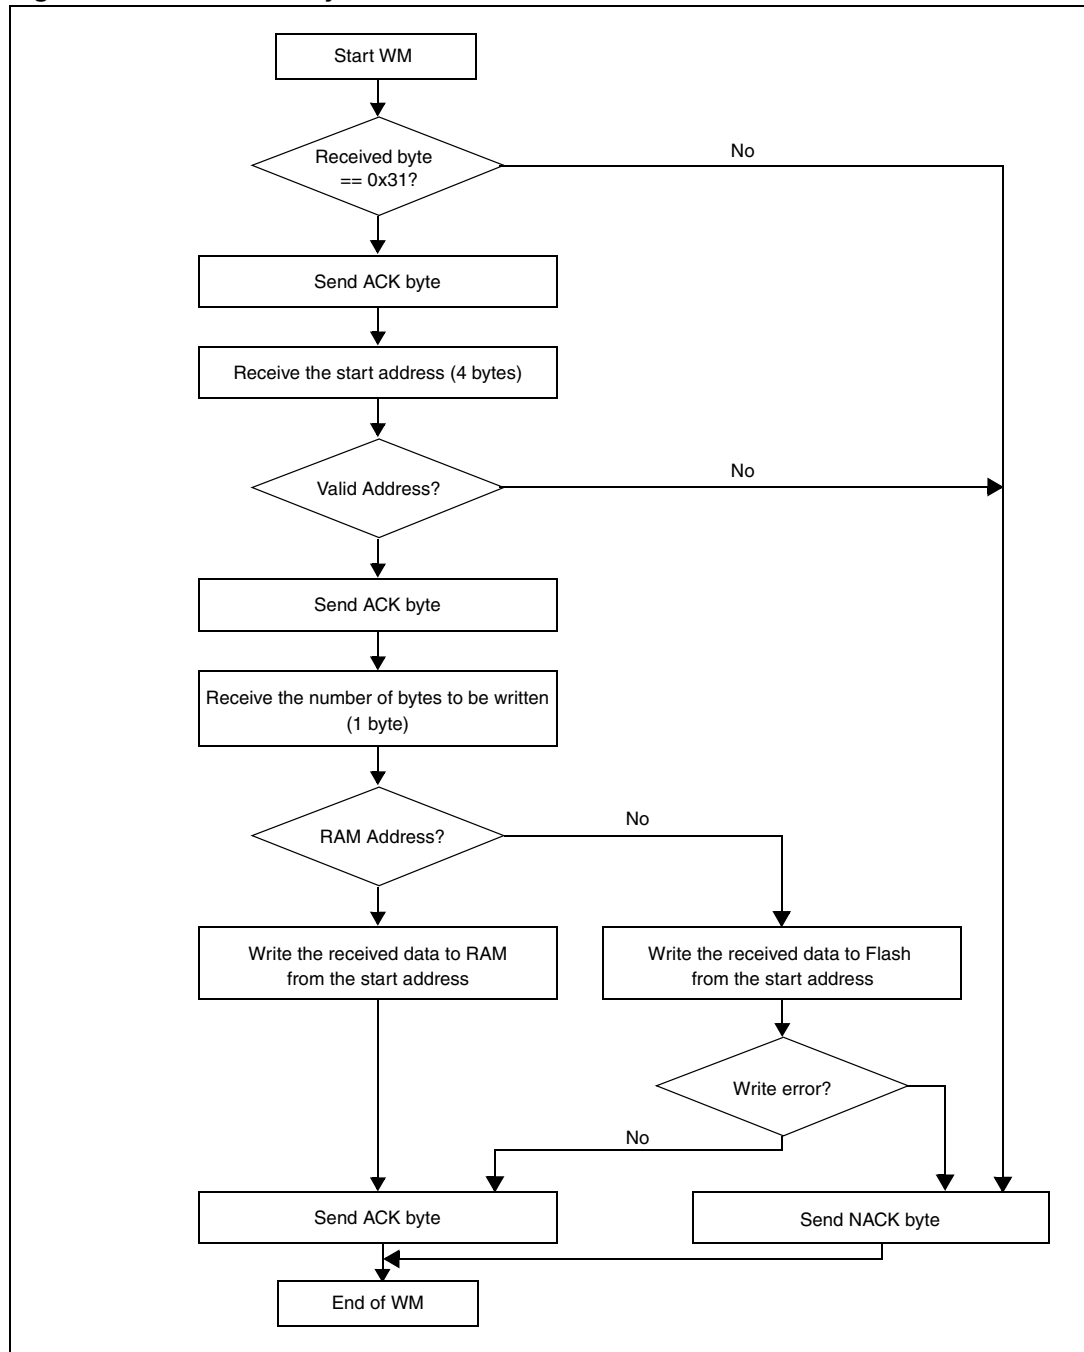 Start WM
Received byte
== 0x31?
No
Send ACK byte
Receive the start address (4 bytes)
Valid Address?
No
Send ACK byte
Receive the number of bytes to be written
(1 byte)
RAM Address?
No
Write the received data to RAM
from the start address
Write the received data to Flash
from the start address
Write error?
No
Send ACK byte
Send NACK byte
End of WM